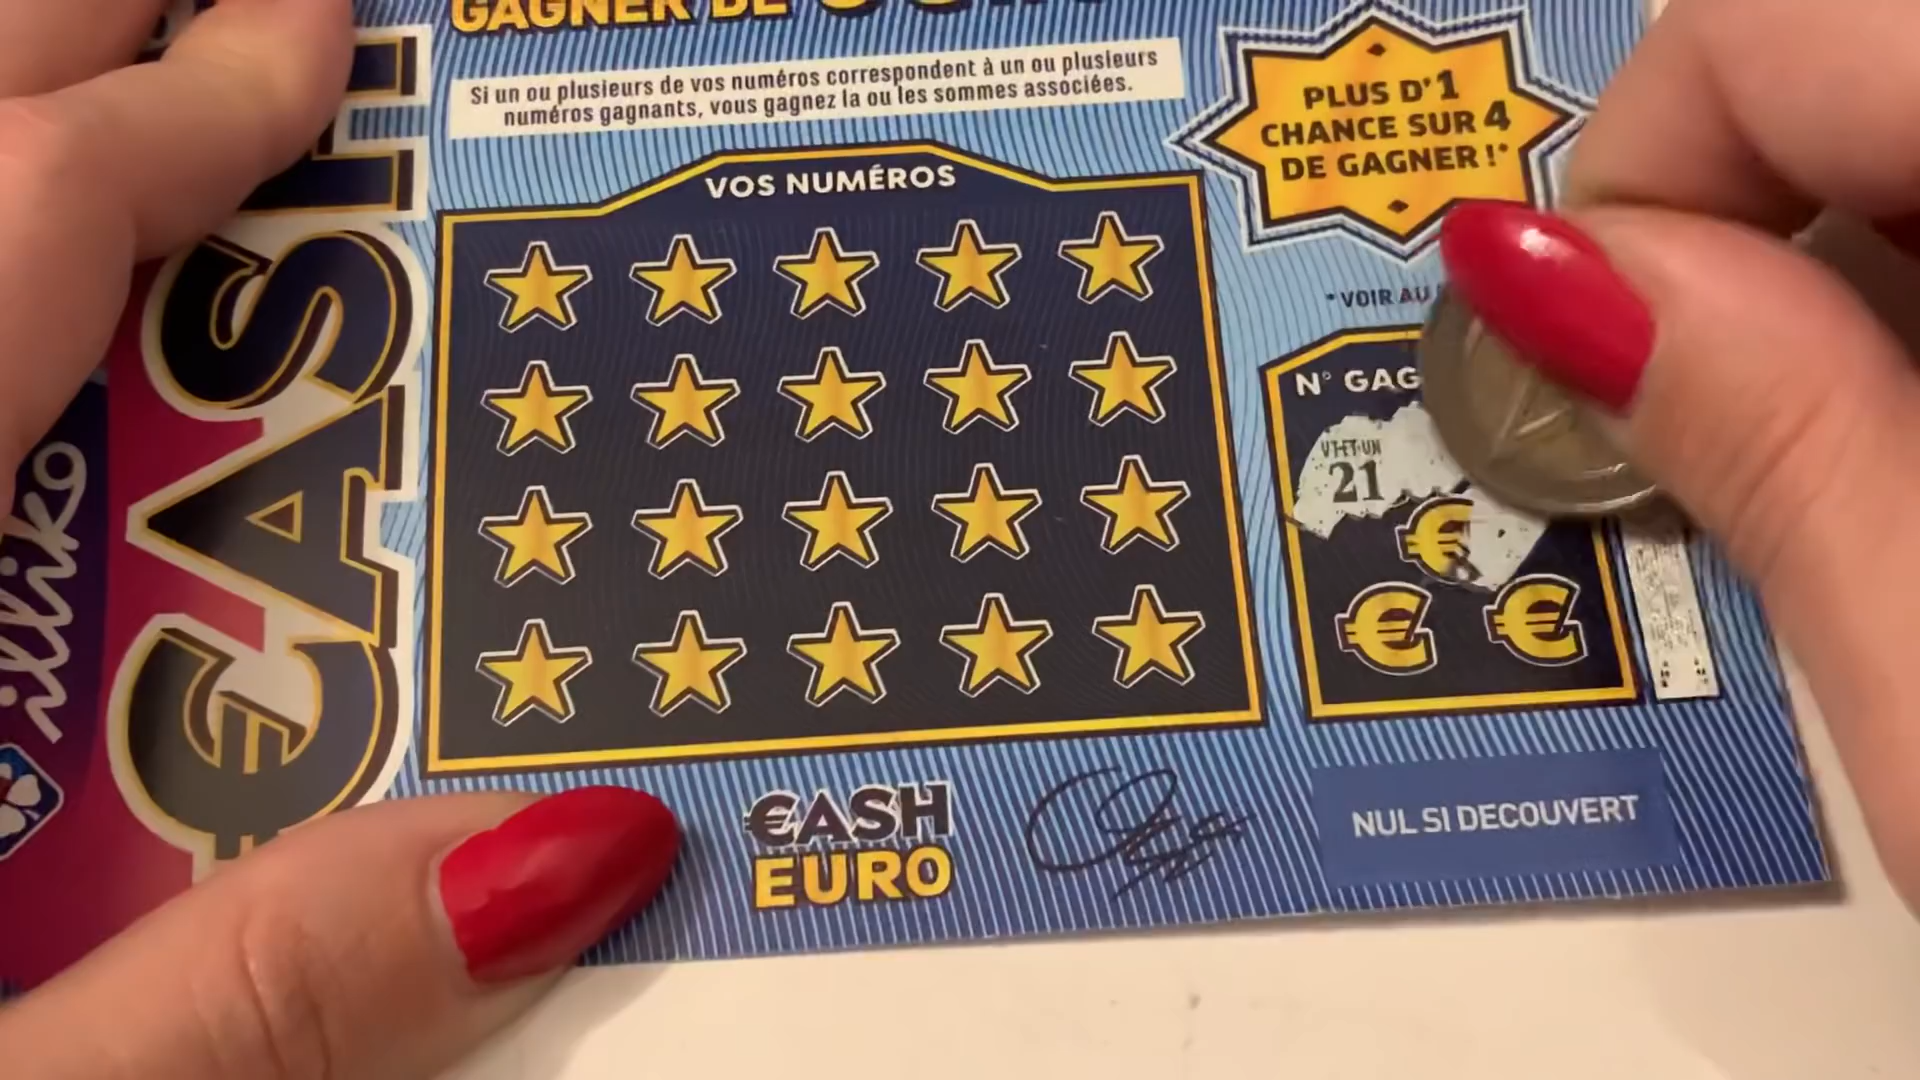 GAGNER DE
Si un ou plusieurs de vos numéros correspondent à un ou plusieurs
numéros gagnants, vous gagnez la ou les sommes associées.
PLUS D'1
CHANCE SUR 4
DE GAGNER !*
VOS NUMÉROS
*VOIR AU
N° GAG
VT-ET-UN
21
€ASH
illiko
€ASH
EURO
NUL SI DECOUVERT